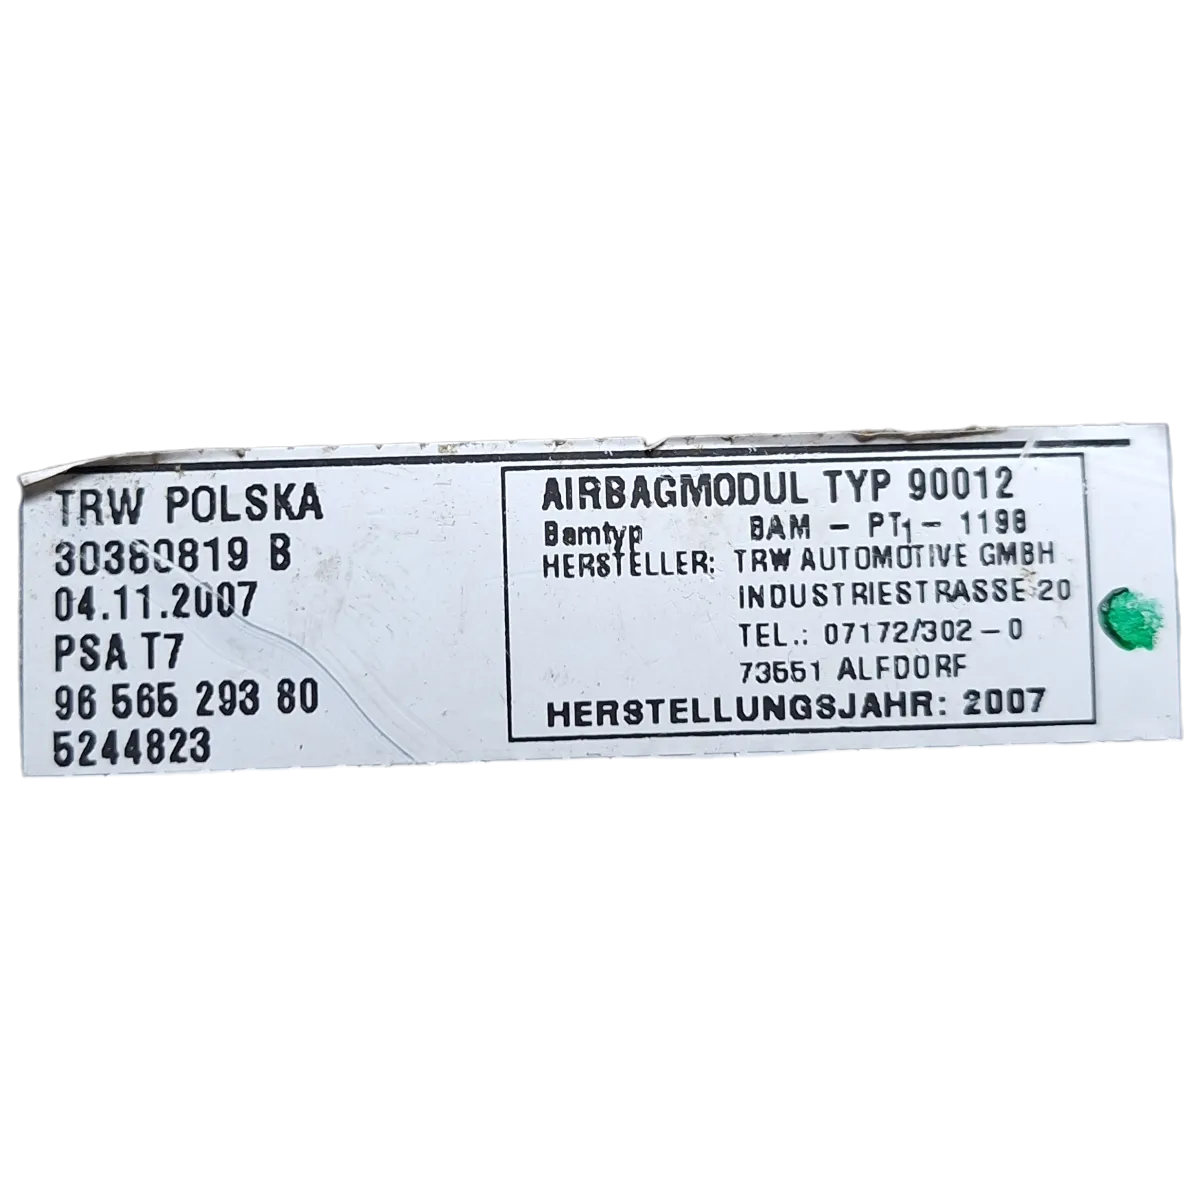 TRW POLSKA
30380819 B
04.11.2007
PSA T7
96 565 293 80
5244823
AIRBAGMODUL TYP 90012
Bamtyp BAM - PT1 - 1198
HERSTELLER: TRW AUTOMOTIVE GMBH
INDUSTRIESTRASSE 20
TEL.: 07172/302-0
73551 ALFDORF
HERSTELLUNGSJAHR: 2007